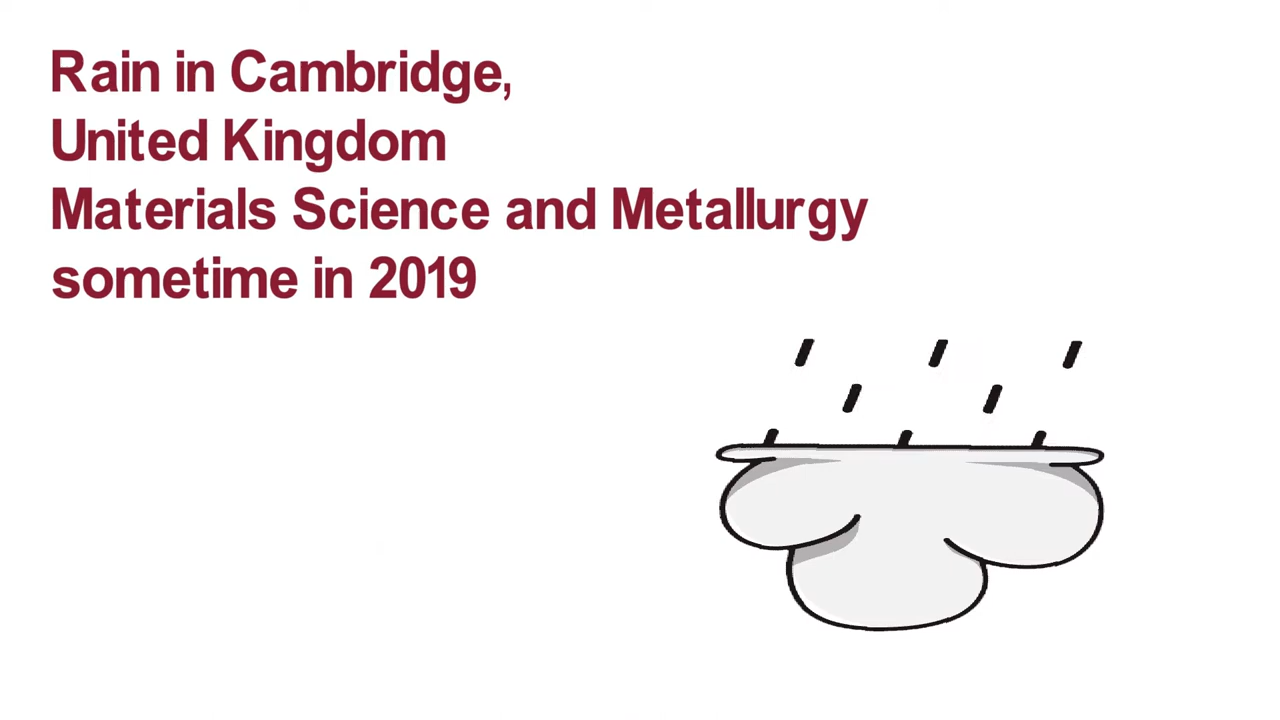 Rain in Cambridge,
United Kingdom
Materials Science and Metallurgy
sometime in 2019